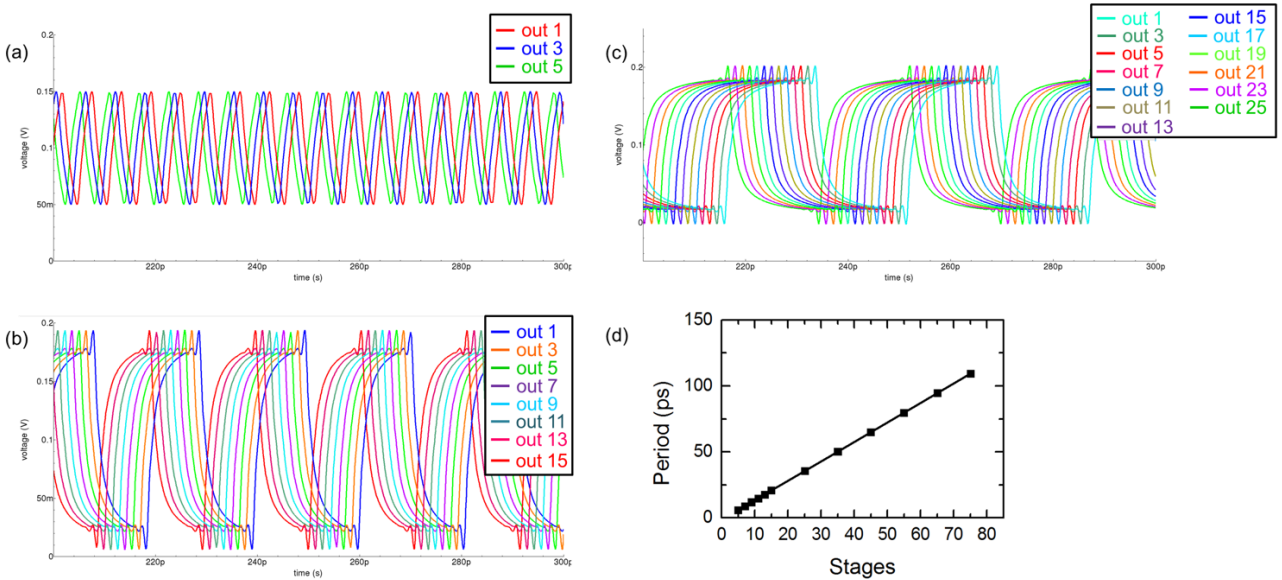 (a)
out 1
out 3
out 5
0.2
0.15
0.1
50m
0
voltage (V)
220p
240p
260p
280p
300p
time (s)
(b)
out 1
out 3
out 5
out 7
out 9
out 11
out 13
out 15
0.2
0.15
0.1
50m
0
voltage (V)
220p
240p
260p
280p
300p
time (s)
(c)
out 1
out 3
out 5
out 7
out 9
out 11
out 13
out 15
out 17
out 19
out 21
out 23
out 25
0.2
0.1
0
voltage (V)
220p
240p
260p
280p
300p
time (s)
(d)
150
100
50
0
Period (ps)
0 10 20 30 40 50 60 70 80
Stages